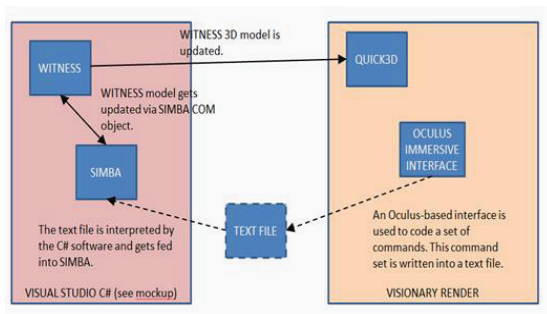 WITNESS 3D model is
updated.
WITNESS
QUICK3D
WITNESS model gets
updated via SIMBA COM
object.
OCULUS
IMMERSIVE
INTERFACE
SIMBA
TEXT FILE
The text file is interpreted by
the C# software and gets fed
into SIMBA.
An Oculus-based interface is
used to code a set of
commands. This command
set is written into a text file.
VISUAL STUDIO C# (see mockup)
VISIONARY RENDER